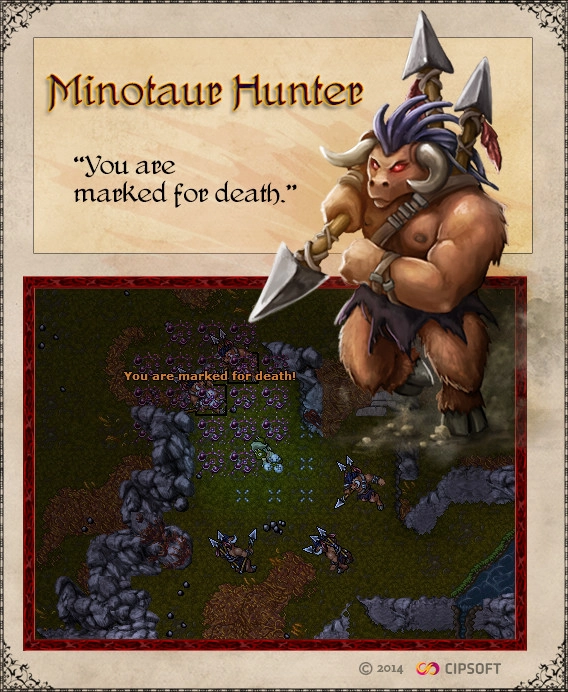 Minotaur Hunter
“You are
marked for death.”
You are marked for death!
© 2014 CIPSOFT